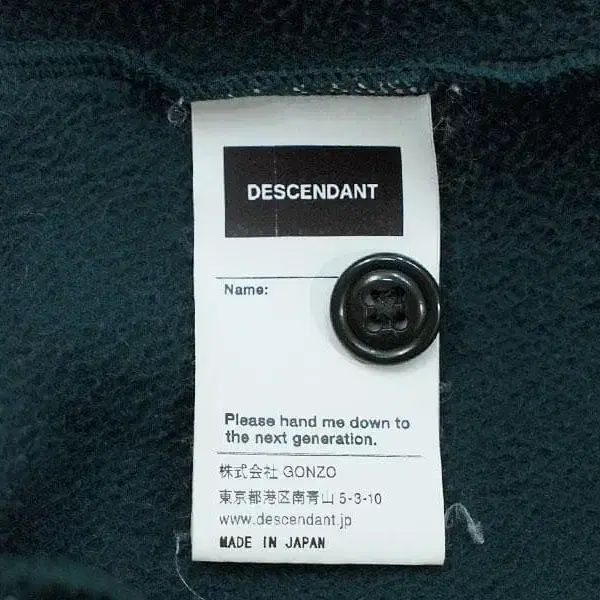 DESCENDANT
Name:
Please hand me down to
the next generation.
株式会社 GONZO
東京都港区南青山 5-3-10
www.descendant.jp
MADE IN JAPAN